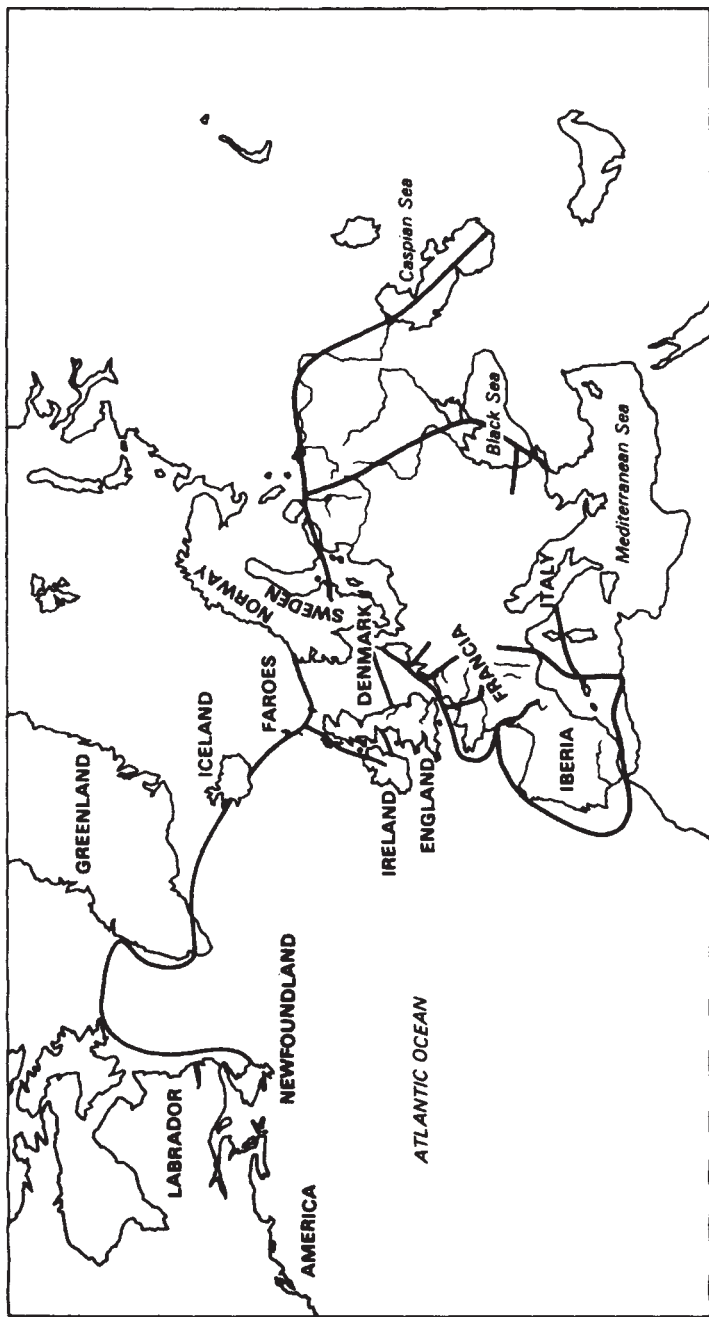 GREENLAND
ICELAND
NORWAY
SWEDEN
FAROES
DENMARK
LABRADOR
NEWFOUNDLAND
IRELAND
ENGLAND
AMERICA
FRANCIA
ATLANTIC OCEAN
IBERIA
ITALY
Caspian Sea
Black Sea
Mediterranean Sea